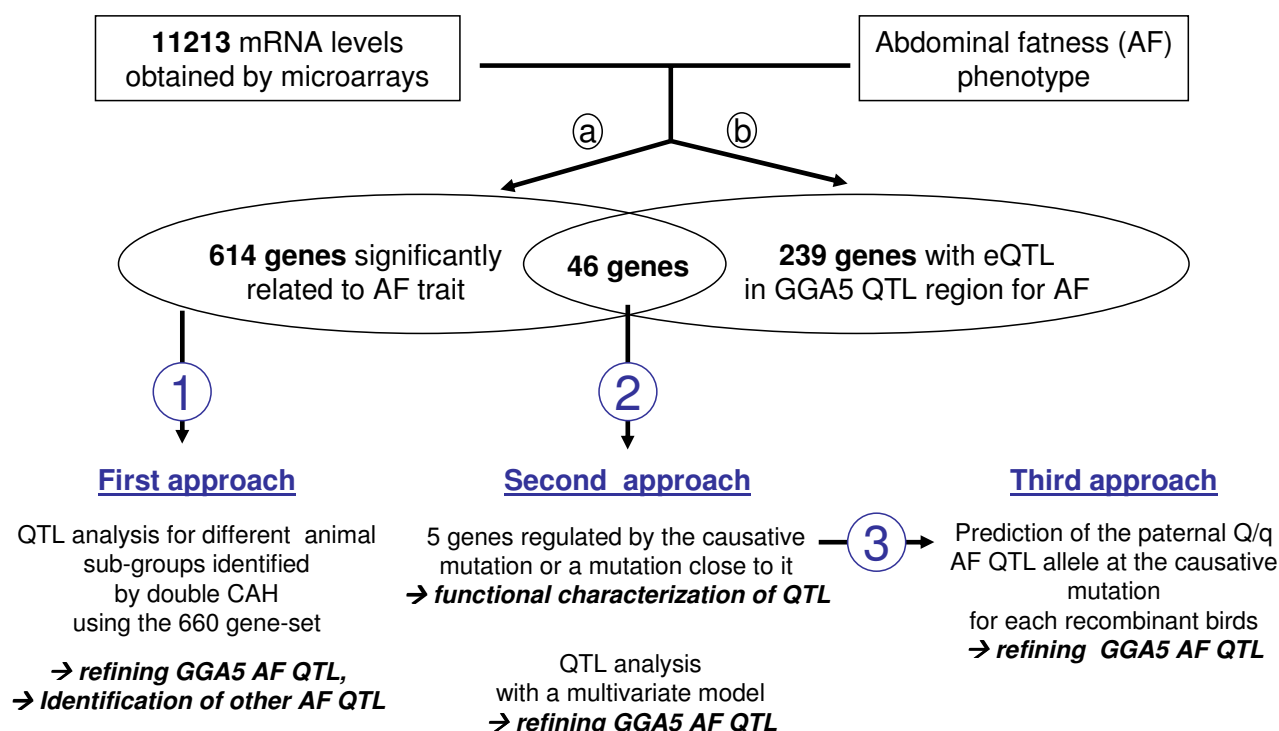 11213 mRNA levels
obtained by microarrays
Abdominal fatness (AF)
phenotype
a
b
614 genes significantly
related to AF trait
46 genes
239 genes with eQTL
in GGA5 QTL region for AF
1
2
First approach
QTL analysis for different animal
sub-groups identified
by double CAH
using the 660 gene-set
→ refining GGA5 AF QTL,
→ Identification of other AF QTL
Second approach
5 genes regulated by the causative
mutation or a mutation close to it
→ functional characterization of QTL
QTL analysis
with a multivariate model
→ refining GGA5 AF QTL
3
Third approach
Prediction of the paternal Q/q
AF QTL allele at the causative
mutation
for each recombinant birds
→ refining GGA5 AF QTL